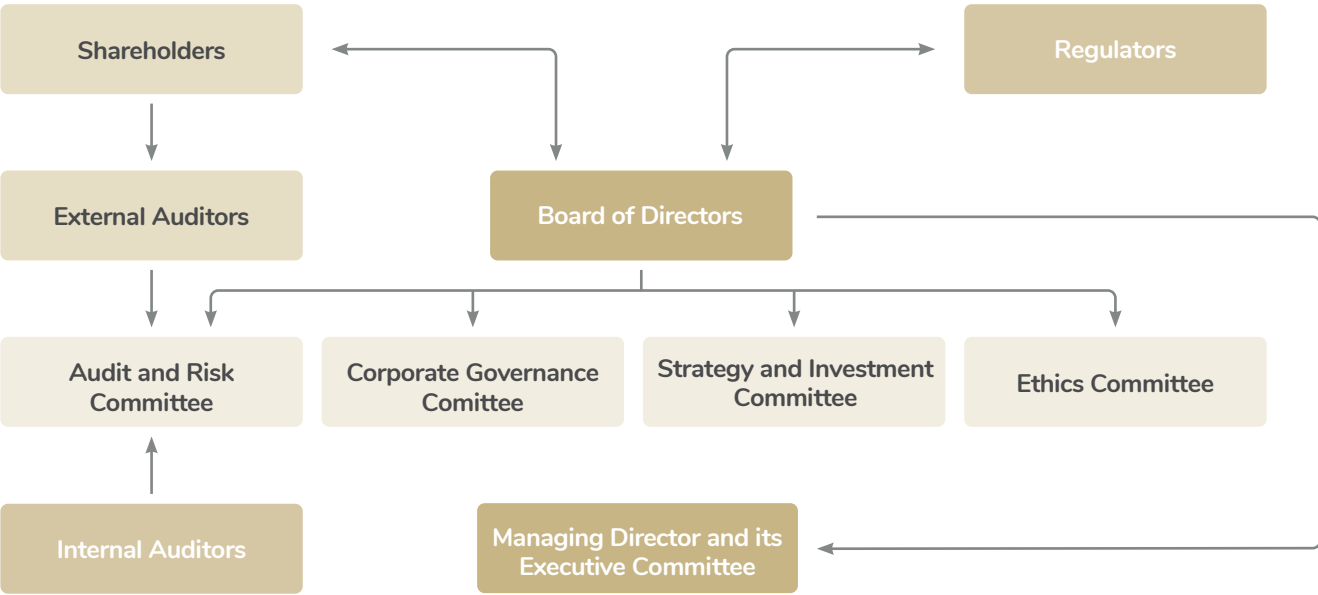 Shareholders
Regulators
External Auditors
Board of Directors
Audit and Risk
Committee
Corporate Governance
Comittee
Strategy and Investment
Committee
Ethics Committee
Internal Auditors
Managing Director and its
Executive Committee